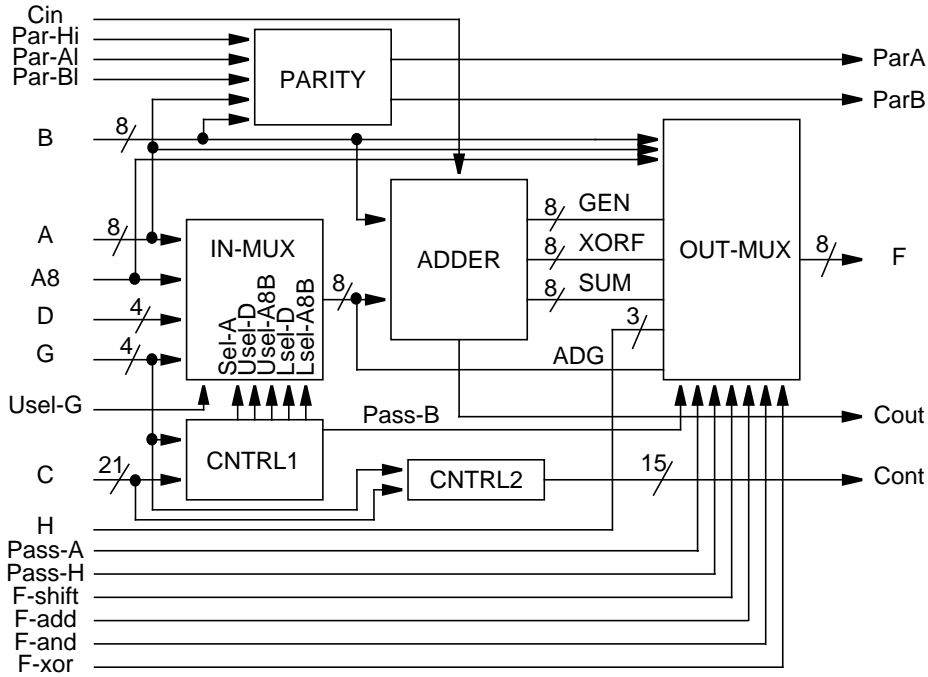 Cin
Par-Hi
Par-Al
Par-Bl
PARITY
ParA
ParB
B
8
A
8
A8
D
4
G
4
Usel-G
IN-MUX
Sel-A
Usel-D
Usel-A8B
Lsel-D
Lsel-A8B
8
ADDER
8
GEN
8
XORF
8
SUM
3
ADG
OUT-MUX
8
F
Pass-B
Cout
C
21
CNTRL1
CNTRL2
15
Cont
H
Pass-A
Pass-H
F-shift
F-add
F-and
F-xor